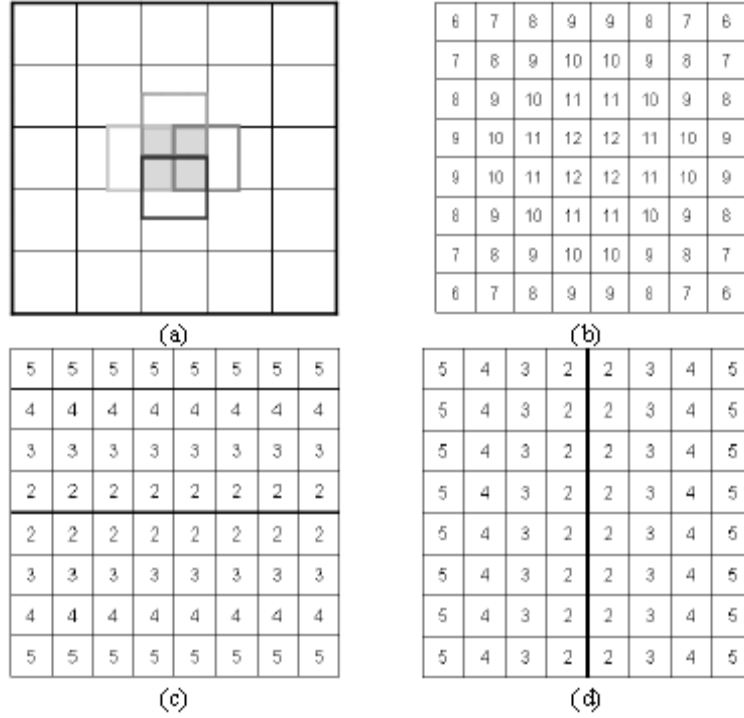 6 7 8 9 9 8 7 6
7 8 9 10 10 9 8 7
8 9 10 11 11 10 9 8
9 10 11 12 12 11 10 9
9 10 11 12 12 11 10 9
8 9 10 11 11 10 9 8
7 8 9 10 10 9 8 7
6 7 8 9 9 8 7 6
(a)
(b)
5 5 5 5 5 5 5 5
4 4 4 4 4 4 4 4
3 3 3 3 3 3 3 3
2 2 2 2 2 2 2 2
2 2 2 2 2 2 2 2
3 3 3 3 3 3 3 3
4 4 4 4 4 4 4 4
5 5 5 5 5 5 5 5
(c)
5 4 3 2 2 3 4 5
5 4 3 2 2 3 4 5
5 4 3 2 2 3 4 5
5 4 3 2 2 3 4 5
5 4 3 2 2 3 4 5
5 4 3 2 2 3 4 5
5 4 3 2 2 3 4 5
5 4 3 2 2 3 4 5
(d)